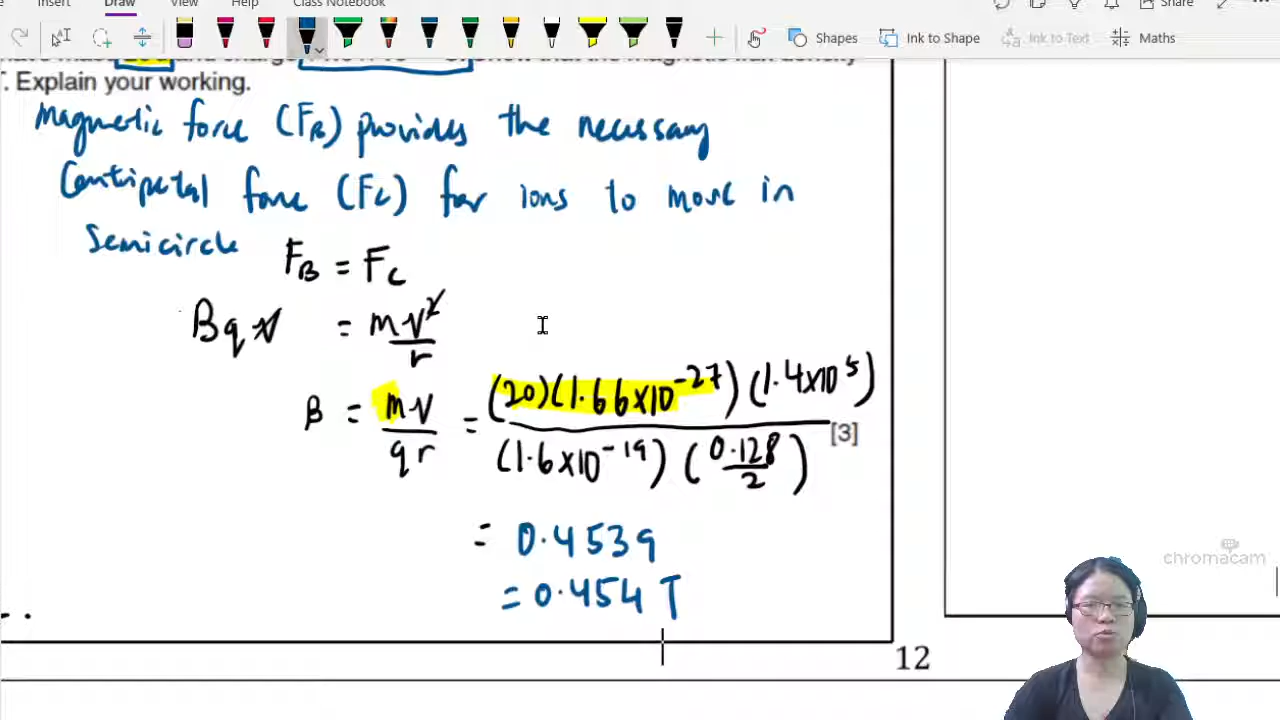 Insert Draw View Help Class Notebook Share
Shapes Ink to Shape Ink to Text Maths
T. Explain your working.
Magnetic force (FB) provides the necessary
Centripetal force (Fc) for ions to move in
semicircle
FB = Fc
Bqv = mv²/r
B = mv/qr = (20)(1.66×10⁻²⁷)(1.4×10⁵)/(1.6×10⁻¹⁹)(0.128/2)
[3]
= 0.4539
= 0.454 T
chromacam
12